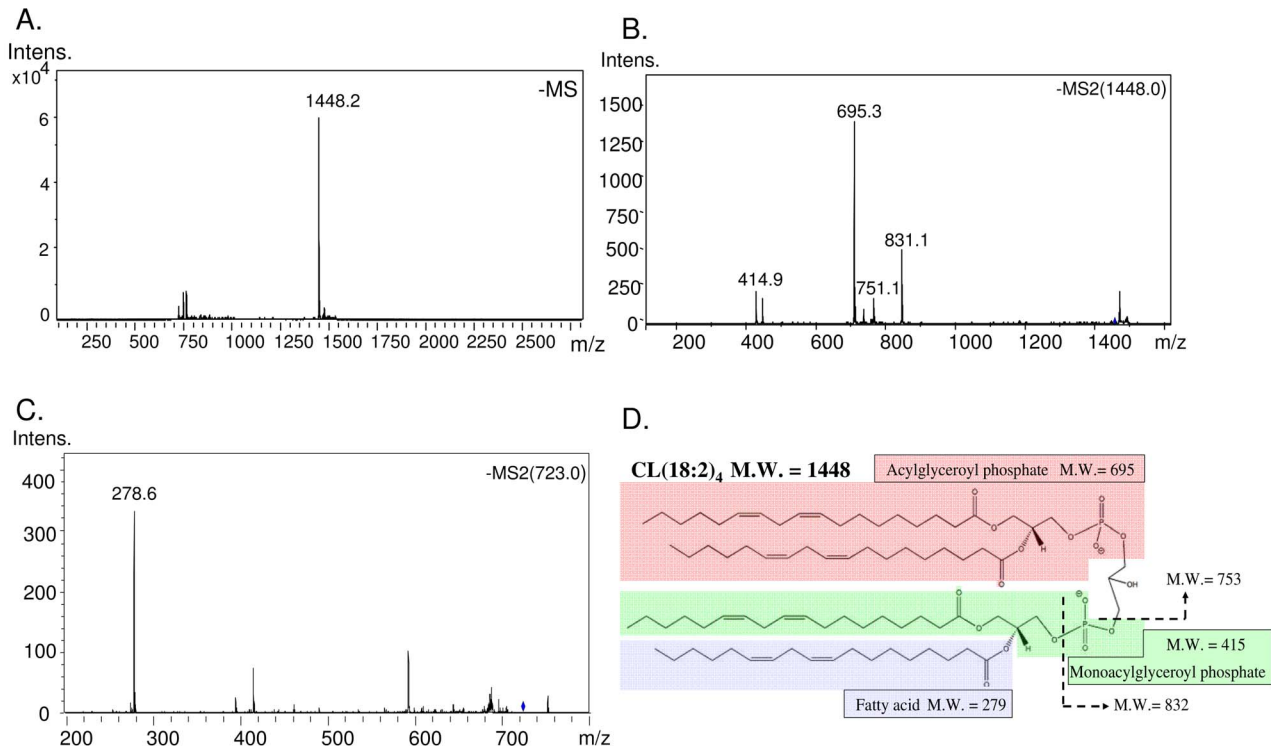 A.
Intens.
x10⁴
-MS
1448.2
6
4
2
0
250 500 750 1000 1250 1500 1750 2000 2250 2500 m/z
B.
Intens.
-MS2(1448.0)
1500
1250
1000
750
500
250
0
695.3
831.1
751.1
414.9
200 400 600 800 1000 1200 1400 m/z
C.
Intens.
-MS2(723.0)
400
300
200
100
0
278.6
200 300 400 500 600 700 m/z
D.
CL(18:2)₄ M.W. = 1448
Acylglyceroyl phosphate M.W.= 695
O
O
O
O
H
O
O
P
O
O⊖
O
OH
M.W.= 753
O
O
O
H
O
O
P
O⊖
O
O
M.W. = 415
Monoacylglyceroyl phosphate
Fatty acid M.W. = 279
M.W.= 832